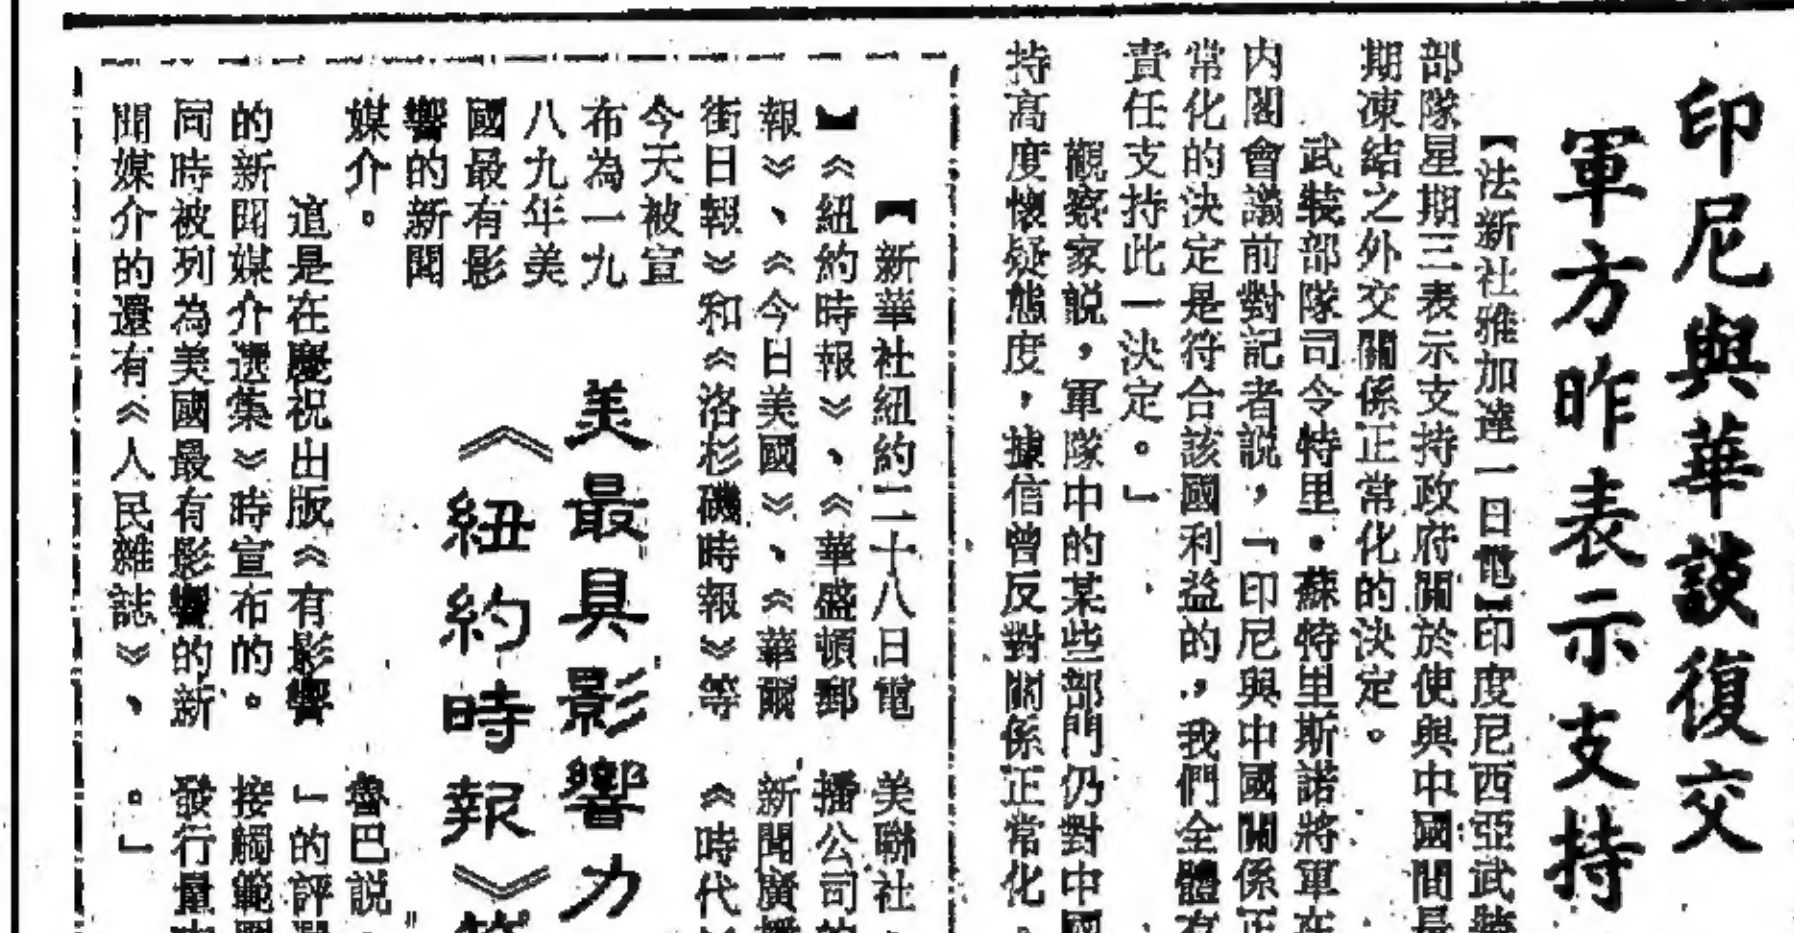 印尼與華談復交
軍方昨表示支持
【法新社雅加達一日電】印度尼西亞武裝
部隊星期三表示支持政府關於使與中國間長
期凍結之外交關係正常化的決定。
武裝部隊司令特里·蘇特里斯諾將軍在
內閣會議前對記者說，「印尼與中國關係正
常化的決定是符合該國利益的，我們全體有
責任支持此一決定。」
觀察家說，軍隊中的某些部門仍對中國
持高度懷疑態度，據信曾反對關係正常化，
美最具影響力
《紐約時報》等
【新華社紐約二十八日電
】《紐約時報》、《華盛頓郵
報》、《今日美國》、《華爾
街日報》和《洛杉磯時報》等
今天被宣
布為一九
八九年美
國最有影
響的新聞
媒介。
這是在慶祝出版《有影響
的新聞媒介選集》時宣布的。
同時被列為美國最有影響的新
聞媒介的還有《人民雜誌》、
美聯社、
播公司的
新聞廣播
《時代
魯巴說
」的評選
接觸範圍
發行量
。」